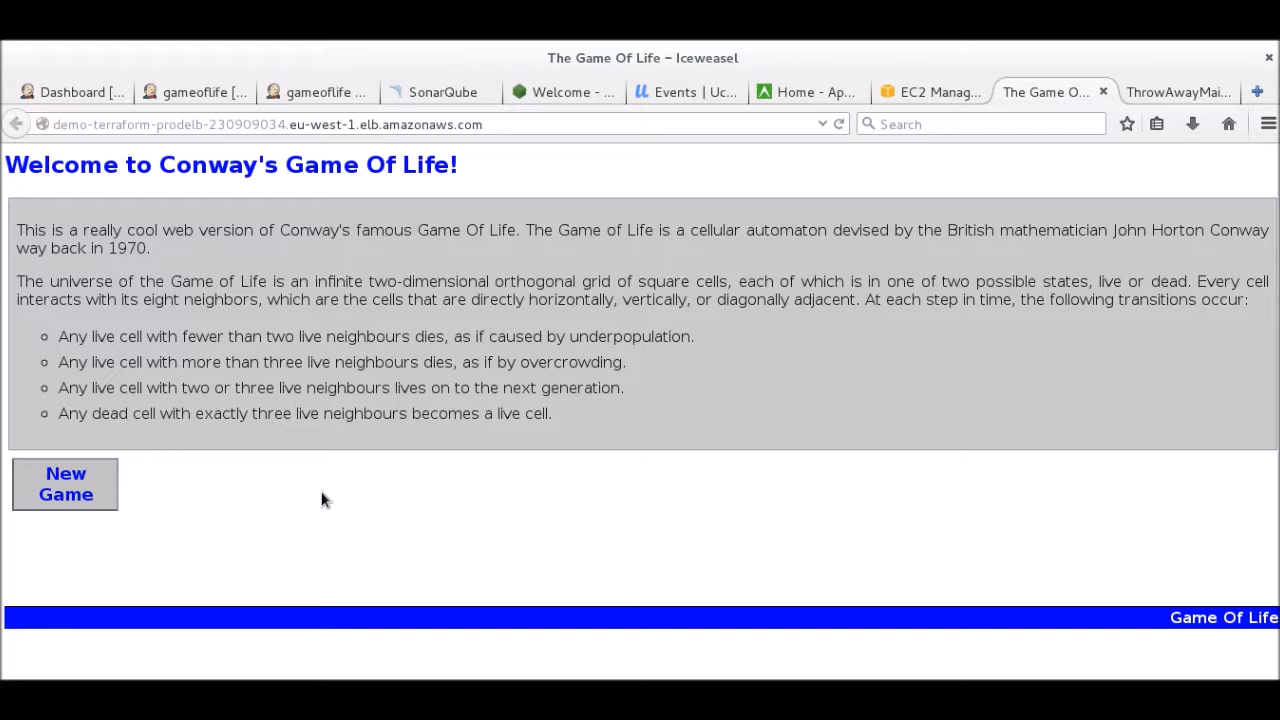 The Game Of Life – Iceweasel
Dashboard [...
gameoflife [...
gameoflife ...
SonarQube
Welcome - ...
Events | Uc...
Home - Ap...
EC2 Manag...
The Game O...
ThrowAwayMai...
demo-terraform-prodelb-230909034.eu-west-1.elb.amazonaws.com
Search
Welcome to Conway's Game Of Life!
This is a really cool web version of Conway's famous Game Of Life. The Game of Life is a cellular automaton devised by the British mathematician John Horton Conway
way back in 1970.
The universe of the Game of Life is an infinite two-dimensional orthogonal grid of square cells, each of which is in one of two possible states, live or dead. Every cell
interacts with its eight neighbors, which are the cells that are directly horizontally, vertically, or diagonally adjacent. At each step in time, the following transitions occur:
Any live cell with fewer than two live neighbours dies, as if caused by underpopulation.
Any live cell with more than three live neighbours dies, as if by overcrowding.
Any live cell with two or three live neighbours lives on to the next generation.
Any dead cell with exactly three live neighbours becomes a live cell.
New
Game
Game Of Life